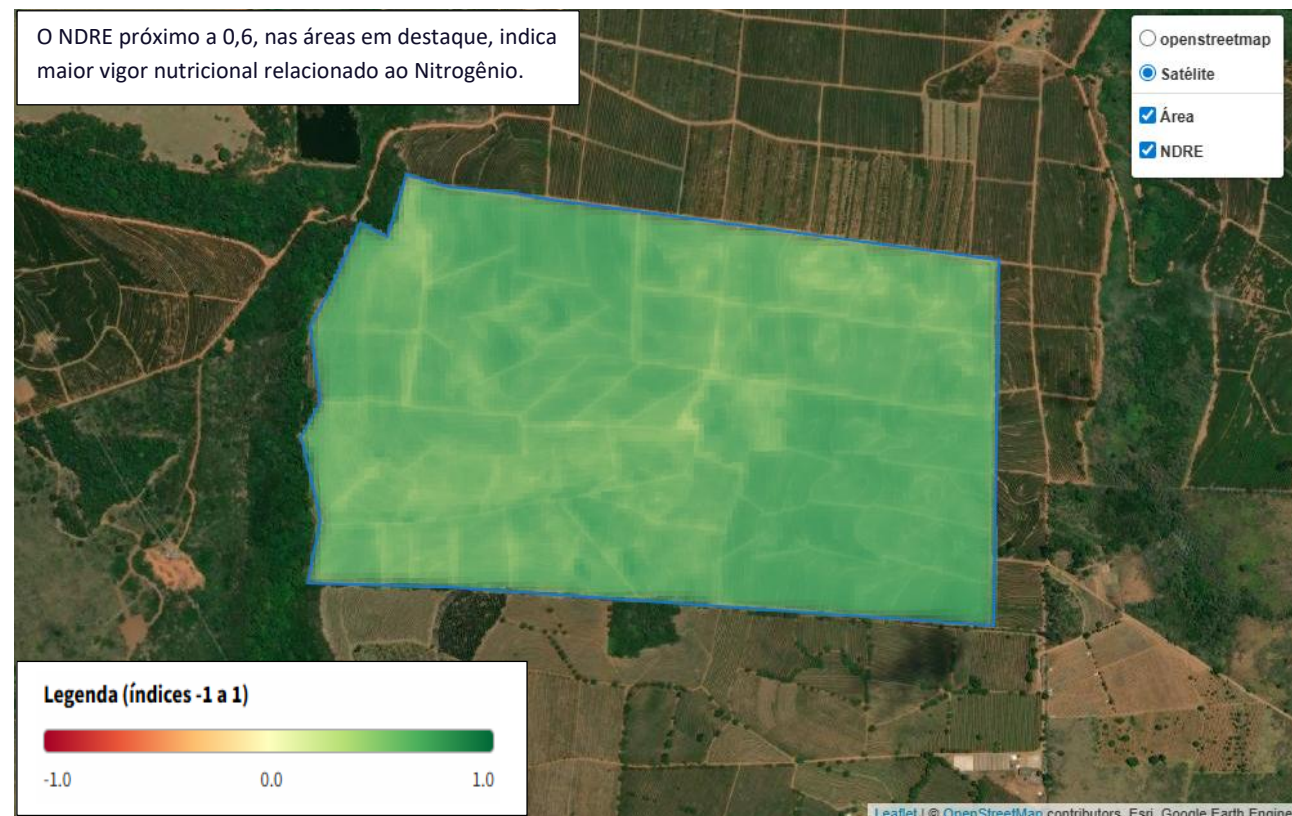 O NDRE próximo a 0,6, nas áreas em destaque, indica
maior vigor nutricional relacionado ao Nitrogênio.
openstreetmap
Satélite
Área
NDRE
Legenda (índices -1 a 1)
-1.0 0.0 1.0
Leaflet | © OpenStreetMap contributors, Esri, Google Earth Engine